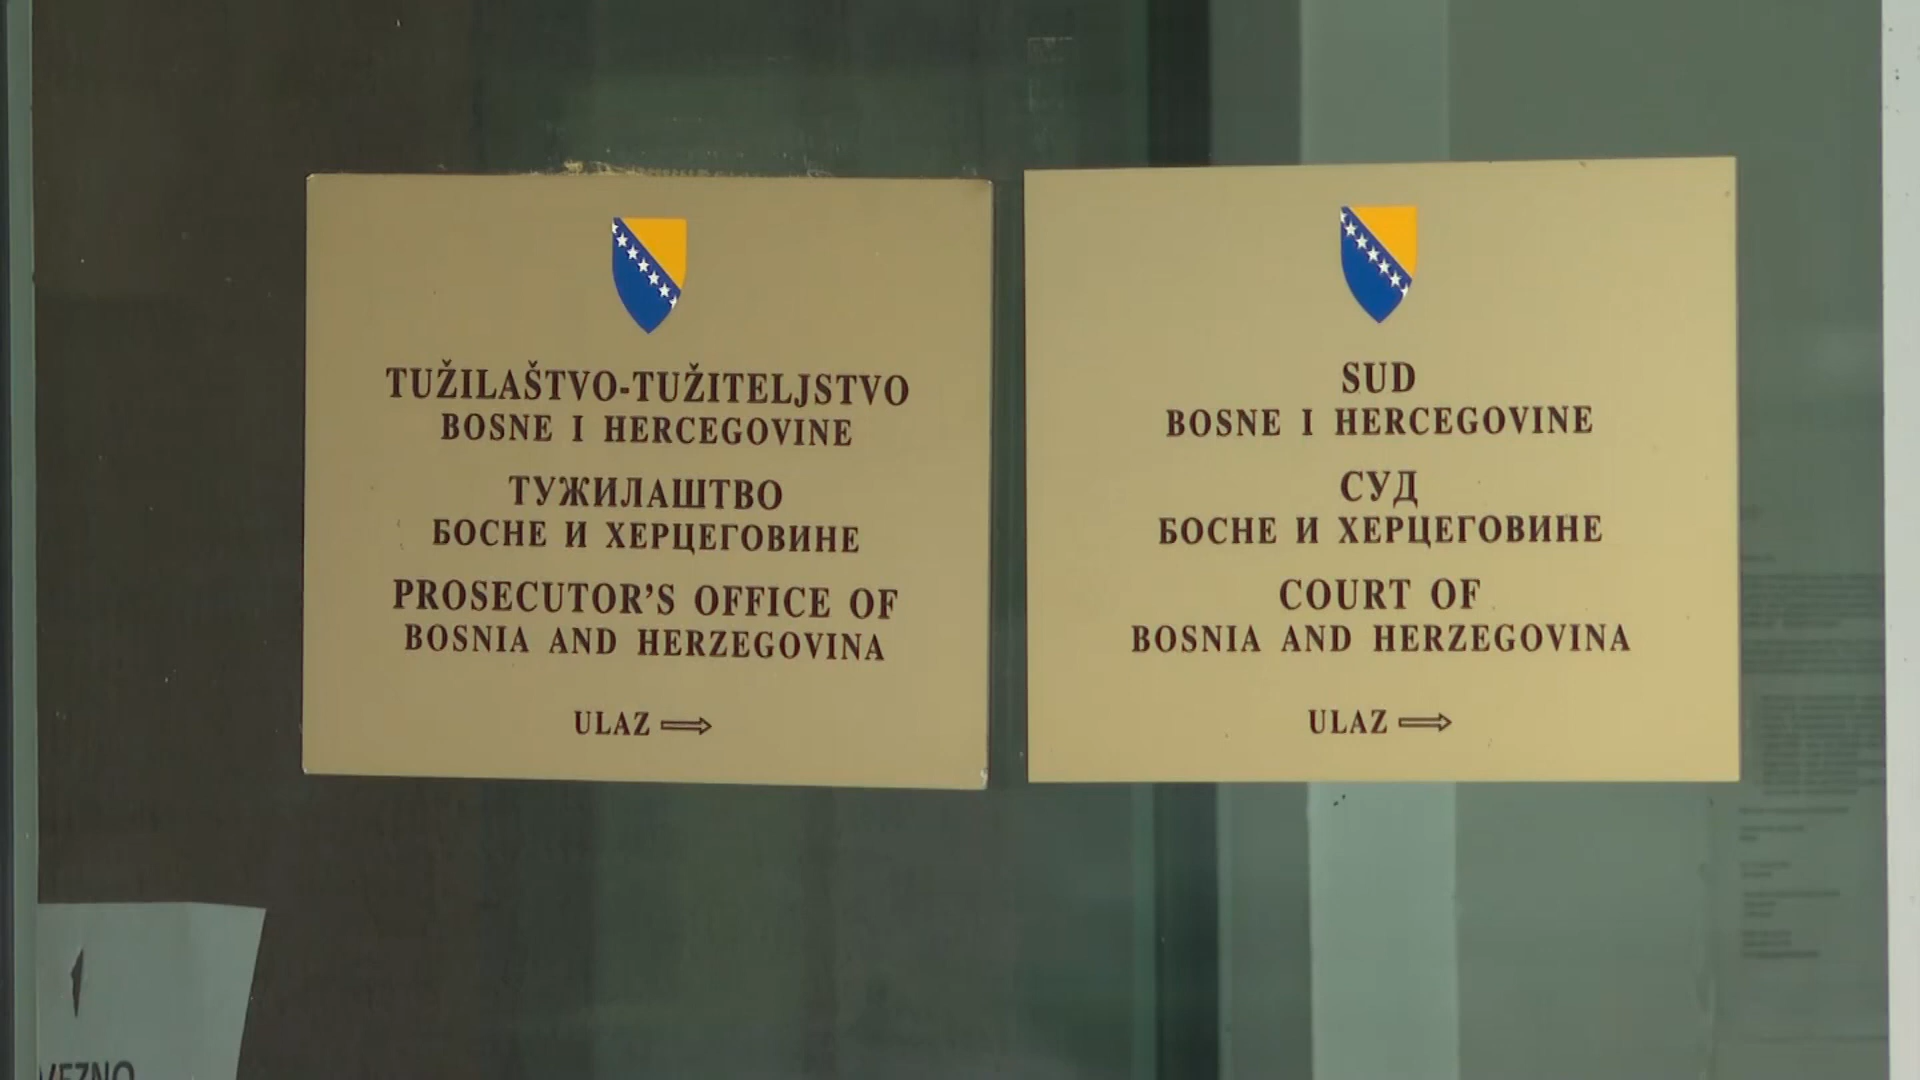 TUŽILAŠTVO-TUŽITELJSTVO
BOSNE I HERCEGOVINE
ТУЖИЛАШТВО
БОСНЕ И ХЕРЦЕГОВИНЕ
PROSECUTOR'S OFFICE OF
BOSNIA AND HERZEGOVINA
ULAZ ⇒
SUD
BOSNE I HERCEGOVINE
СУД
БОСНЕ И ХЕРЦЕГОВИНЕ
COURT OF
BOSNIA AND HERZEGOVINA
ULAZ ⇒
VEZNO